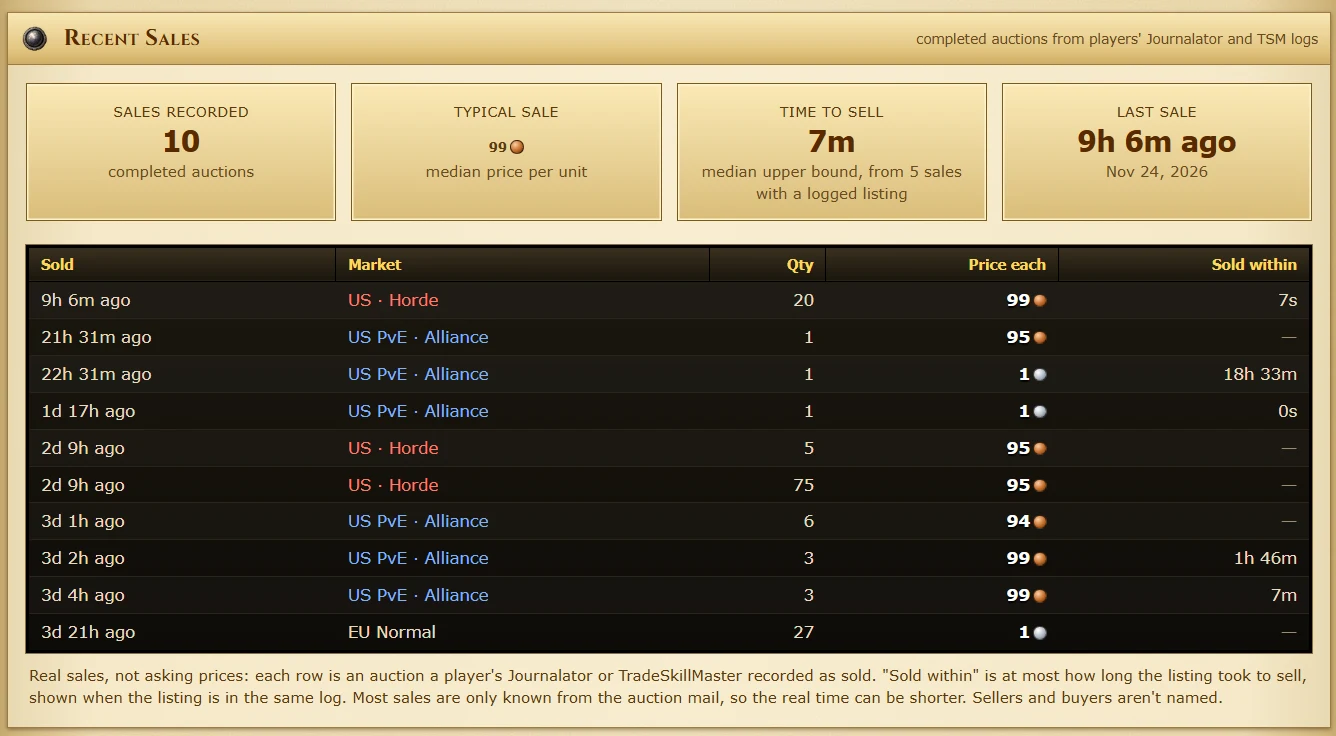 Recent Sales
completed auctions from players' Journalator and TSM logs
SALES RECORDED
10
completed auctions
TYPICAL SALE
99
median price per unit
TIME TO SELL
7m
median upper bound, from 5 sales
with a logged listing
LAST SALE
9h 6m ago
Nov 24, 2026
Sold Market Qty Price each Sold within
9h 6m ago US · Horde 20 99 7s
21h 31m ago US PvE · Alliance 1 95 —
22h 31m ago US PvE · Alliance 1 1 18h 33m
1d 17h ago US PvE · Alliance 1 1 0s
2d 9h ago US · Horde 5 95 —
2d 9h ago US · Horde 75 95 —
3d 1h ago US PvE · Alliance 6 94 —
3d 2h ago US PvE · Alliance 3 99 1h 46m
3d 4h ago US PvE · Alliance 3 99 7m
3d 21h ago EU Normal 27 1 —
Real sales, not asking prices: each row is an auction a player's Journalator or TradeSkillMaster recorded as sold. "Sold within" is at most how long the listing took to sell,
shown when the listing is in the same log. Most sales are only known from the auction mail, so the real time can be shorter. Sellers and buyers aren't named.